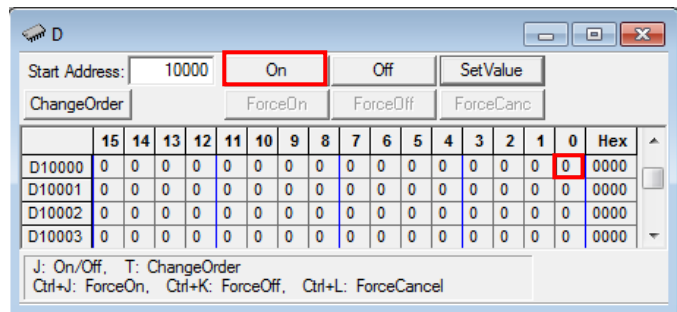 D
Start Address: 10000 On Off SetValue
ChangeOrder ForceOn ForceOff ForceCanc
15 14 13 12 11 10 9 8 7 6 5 4 3 2 1 0 Hex
D10000 0 0 0 0 0 0 0 0 0 0 0 0 0 0 0 0 0000
D10001 0 0 0 0 0 0 0 0 0 0 0 0 0 0 0 0 0000
D10002 0 0 0 0 0 0 0 0 0 0 0 0 0 0 0 0 0000
D10003 0 0 0 0 0 0 0 0 0 0 0 0 0 0 0 0 0000
J: On/Off, T: ChangeOrder
Ctrl+J: ForceOn, Ctrl+K: ForceOff, Ctrl+L: ForceCancel